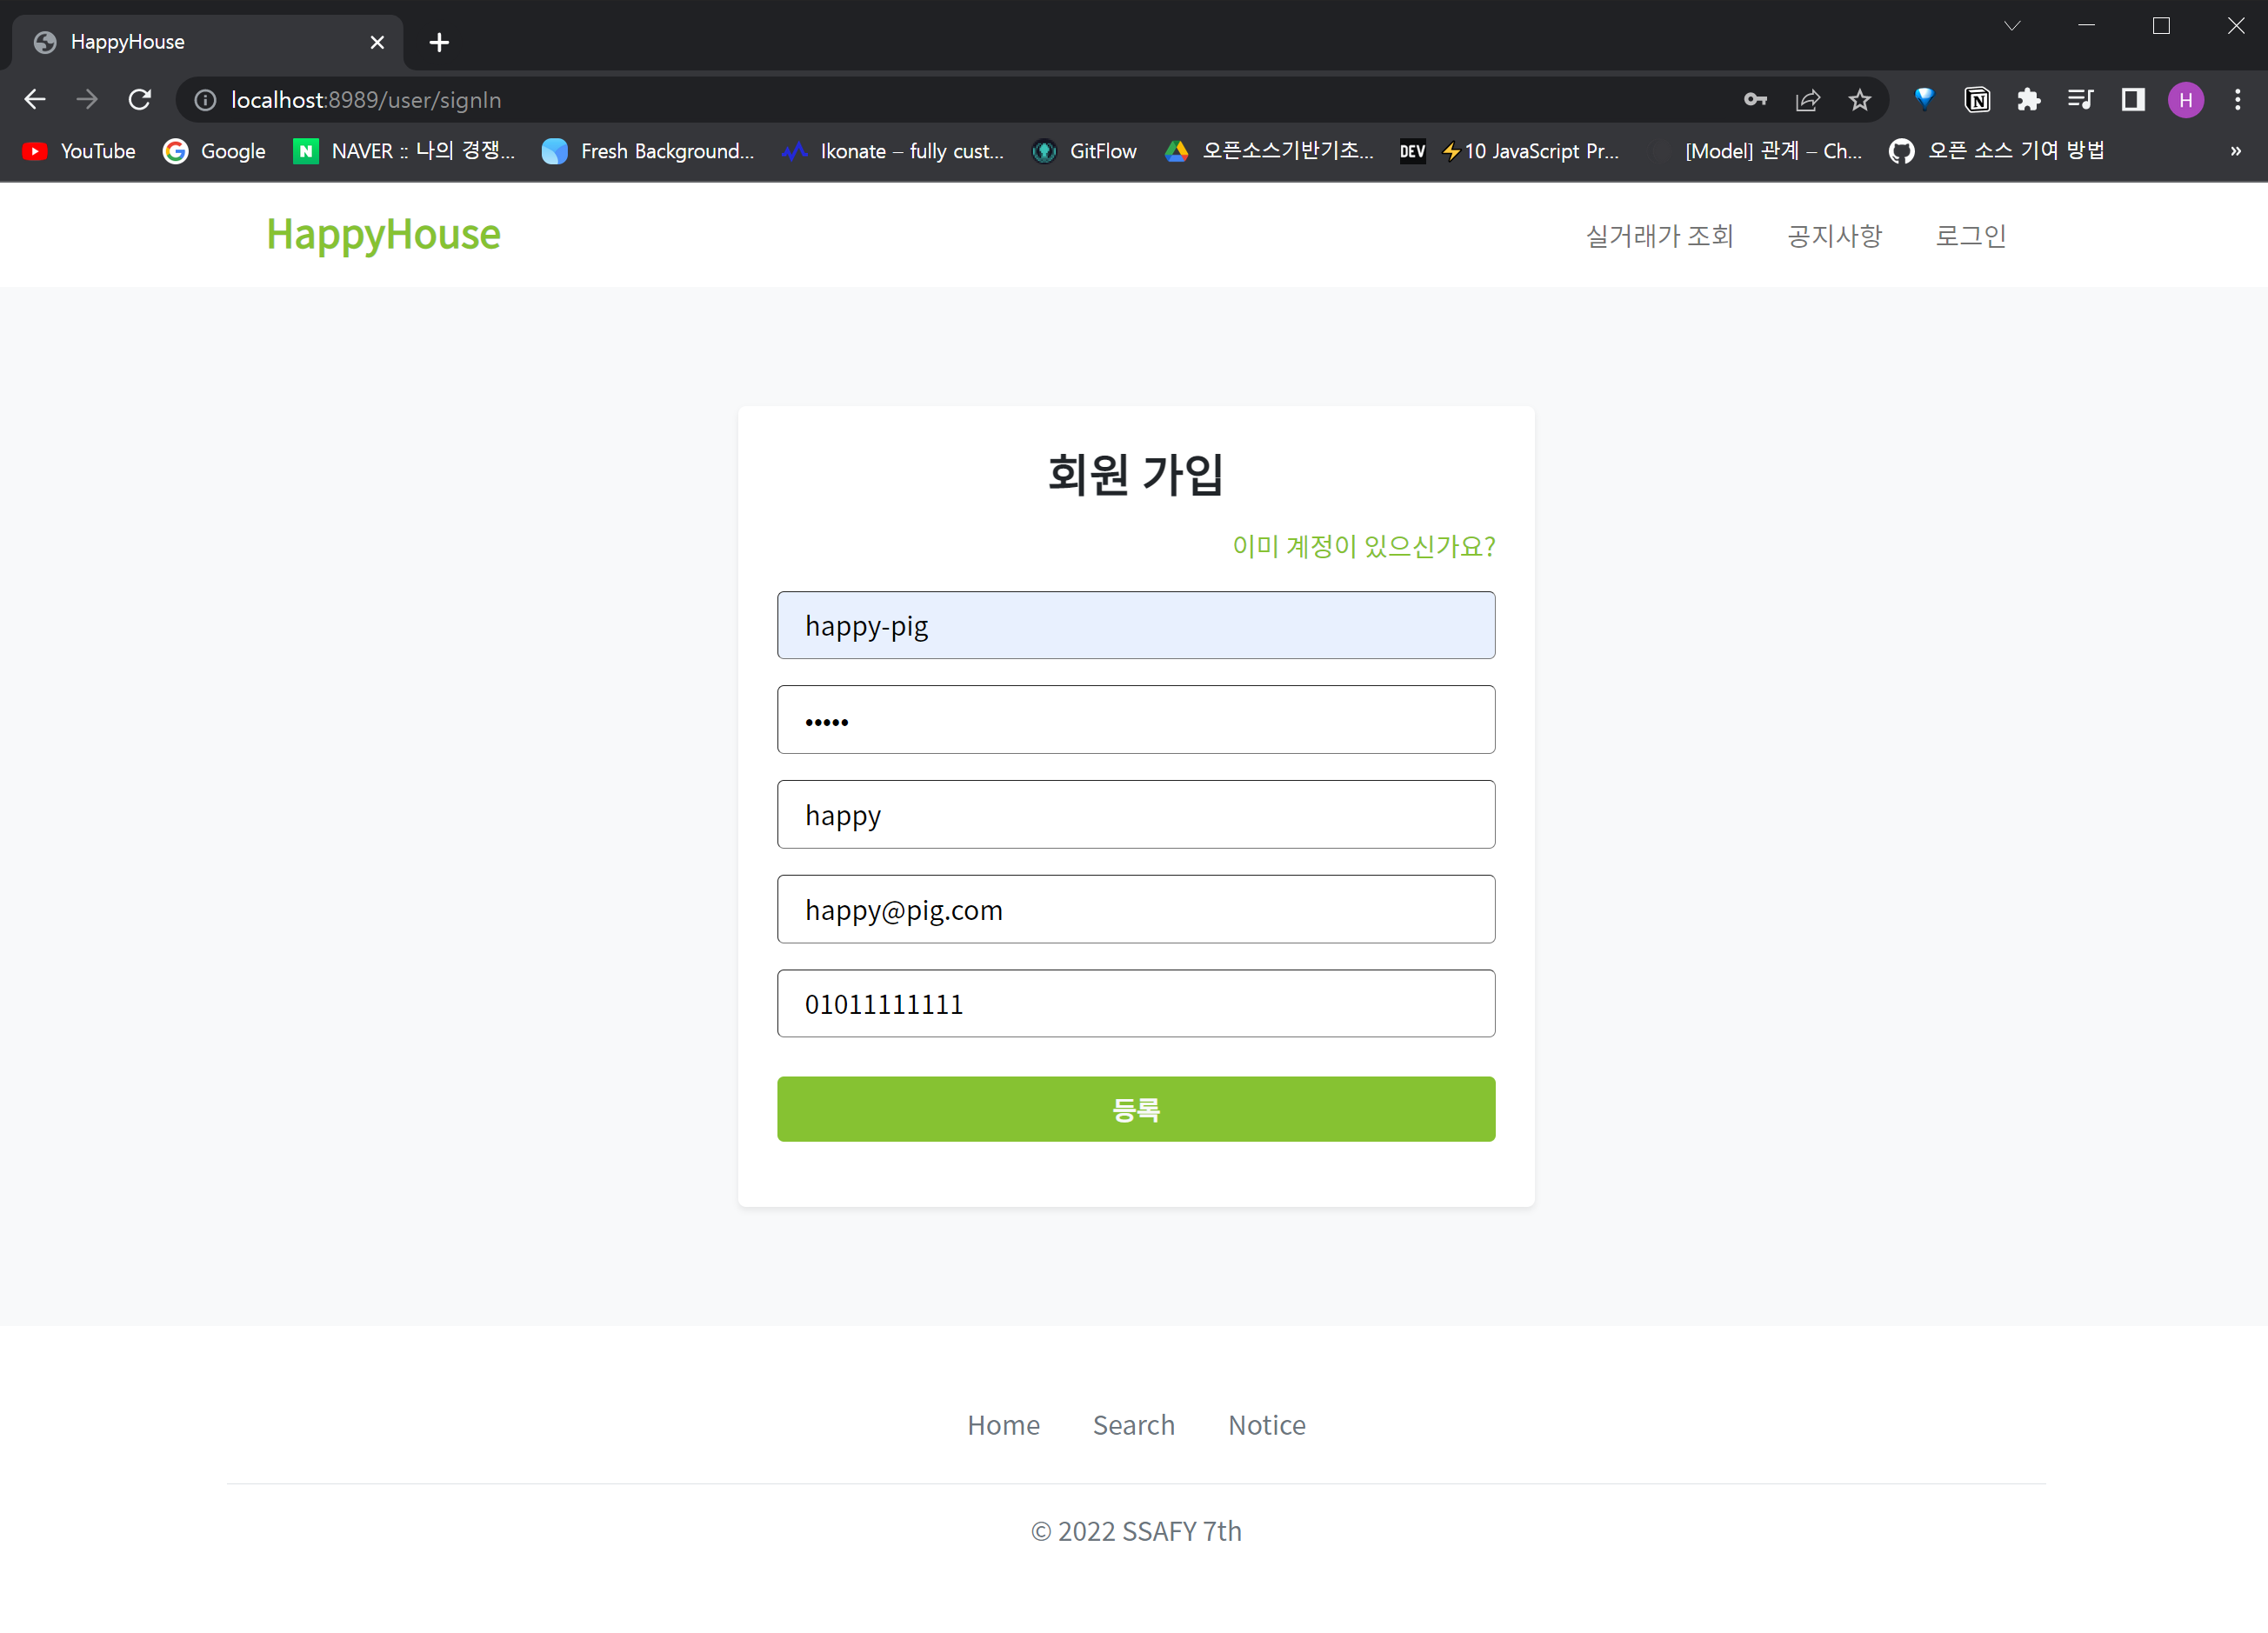 HappyHouse
localhost:8989/user/signIn
H
YouTube Google NAVER :: 나의 경쟁... Fresh Background... Ikonate – fully cust... GitFlow 오픈소스기반기초... DEV ⚡10 JavaScript Pr... [Model] 관계 – Ch... 오픈 소스 기여 방법 »
HappyHouse 실거래가 조회 공지사항 로그인
회원 가입
이미 계정이 있으신가요?
happy-pig
•••••
happy
happy@pig.com
01011111111
등록
Home Search Notice
© 2022 SSAFY 7th